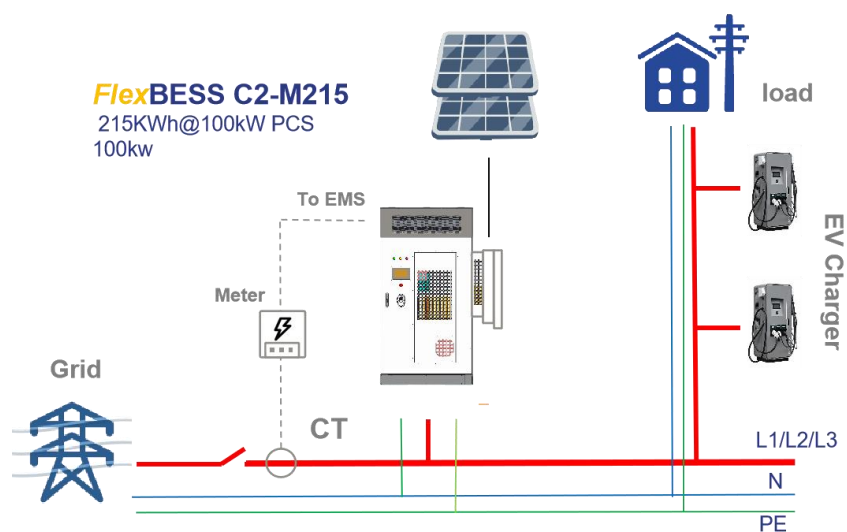 FlexBESS C2-M215
215KWh@100kW PCS
100kw
load
To EMS
EV Charger
Meter
Grid
CT
L1/L2/L3
N
PE